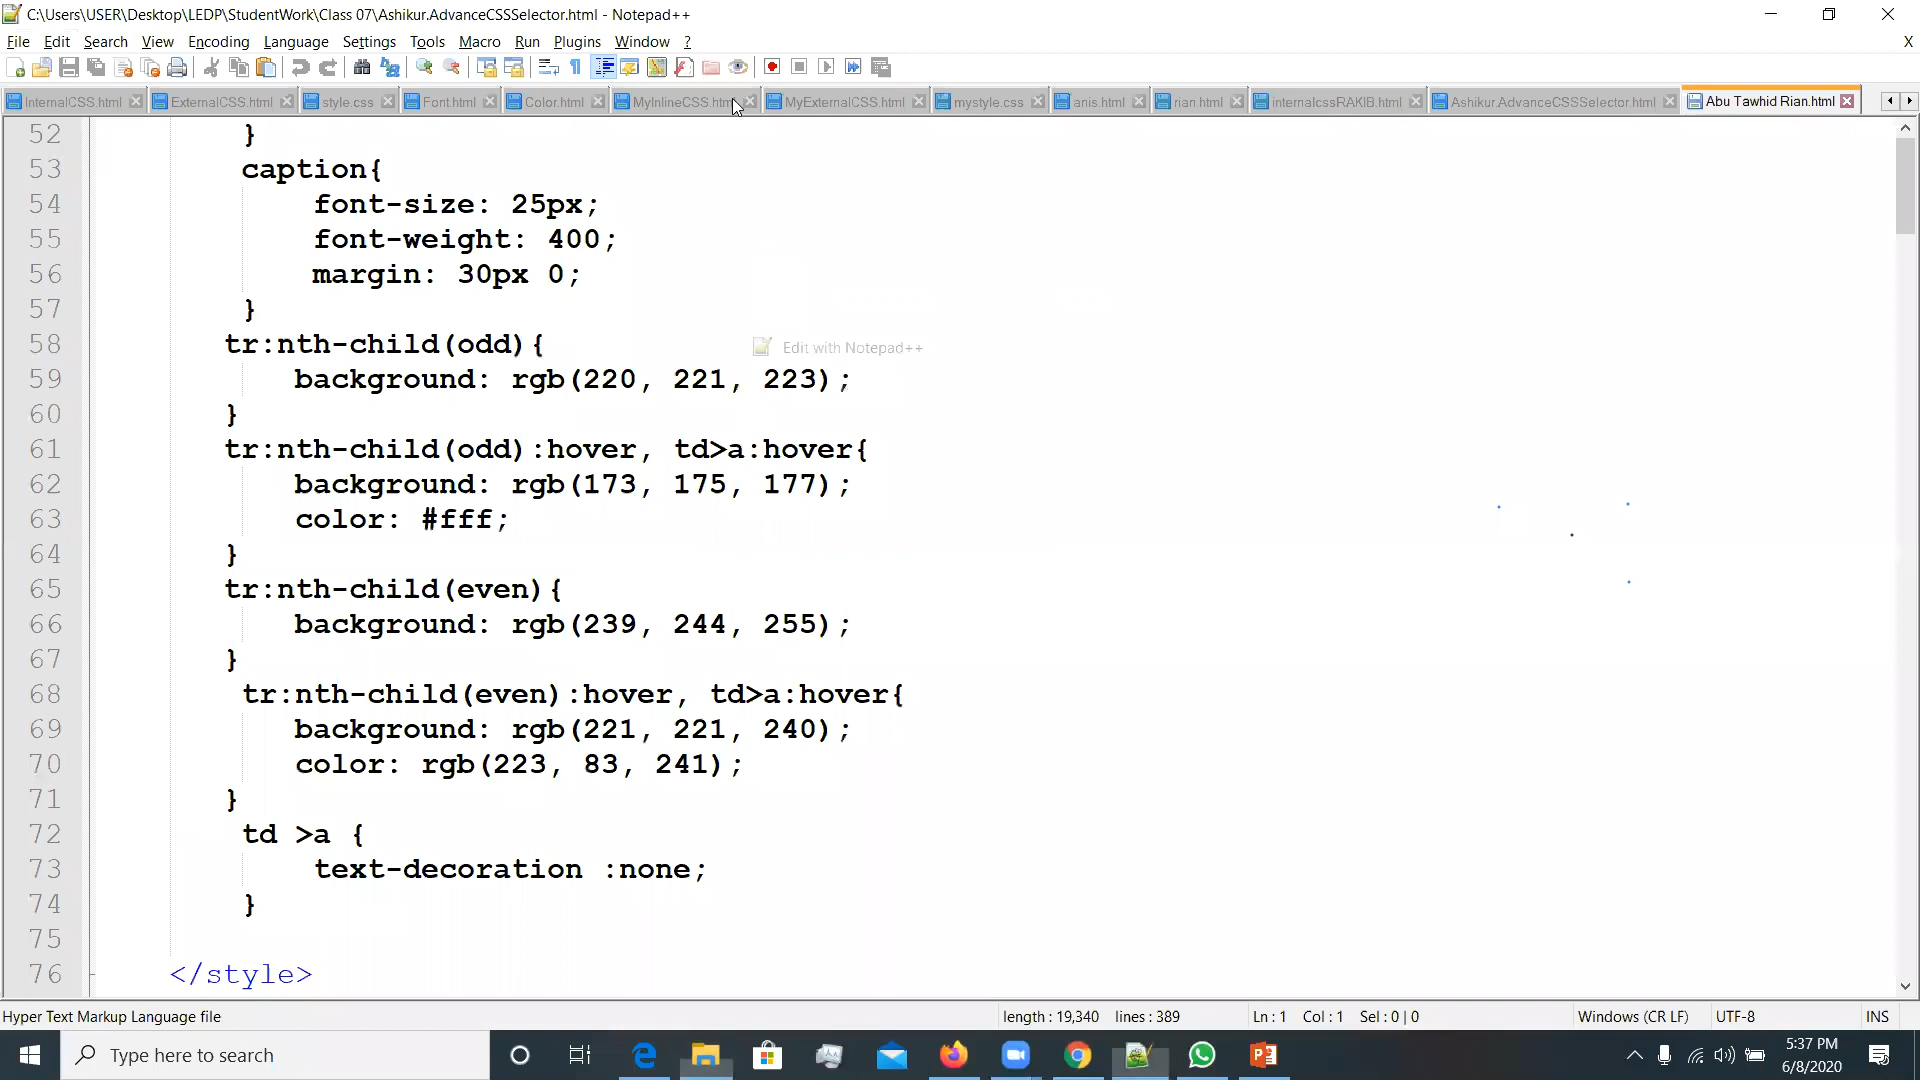 C:\Users\USER\Desktop\LEDP\StudentWork\Class 07\Ashikur.AdvanceCSSSelector.html - Notepad++
File Edit Search View Encoding Language Settings Tools Macro Run Plugins Window ?
X
InternalCSS.html ExternalCSS.html style.css Font.html Color.html MyInlineCSS.html MyExternalCSS.html mystyle.css anis.html rian.html internalcssRAKIB.html Ashikur.AdvanceCSSSelector.html Abu Tawhid Rian.html
52 }
53 caption{
54 font-size: 25px;
55 font-weight: 400;
56 margin: 30px 0;
57 }
58 tr:nth-child(odd){
Edit with Notepad++
59 background: rgb(220, 221, 223);
60 }
61 tr:nth-child(odd):hover, td>a:hover{
62 background: rgb(173, 175, 177);
63 color: #fff;
64 }
65 tr:nth-child(even){
66 background: rgb(239, 244, 255);
67 }
68 tr:nth-child(even):hover, td>a:hover{
69 background: rgb(221, 221, 240);
70 color: rgb(223, 83, 241);
71 }
72 td >a {
73 text-decoration :none;
74 }
75
76 </style>
Hyper Text Markup Language file length : 19,340 lines : 389 Ln : 1 Col : 1 Sel : 0 | 0 Windows (CR LF) UTF-8 INS
Type here to search
5:37 PM
6/8/2020